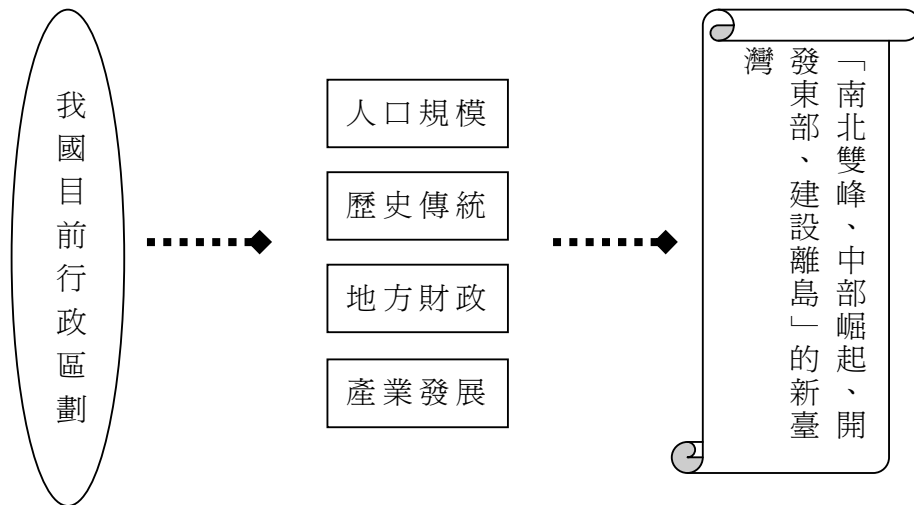 我國目前行政區劃
人口規模
歷史傳統
地方財政
產業發展
「南北雙峰、中部崛起、開
發東部、建設離島」的新臺
灣